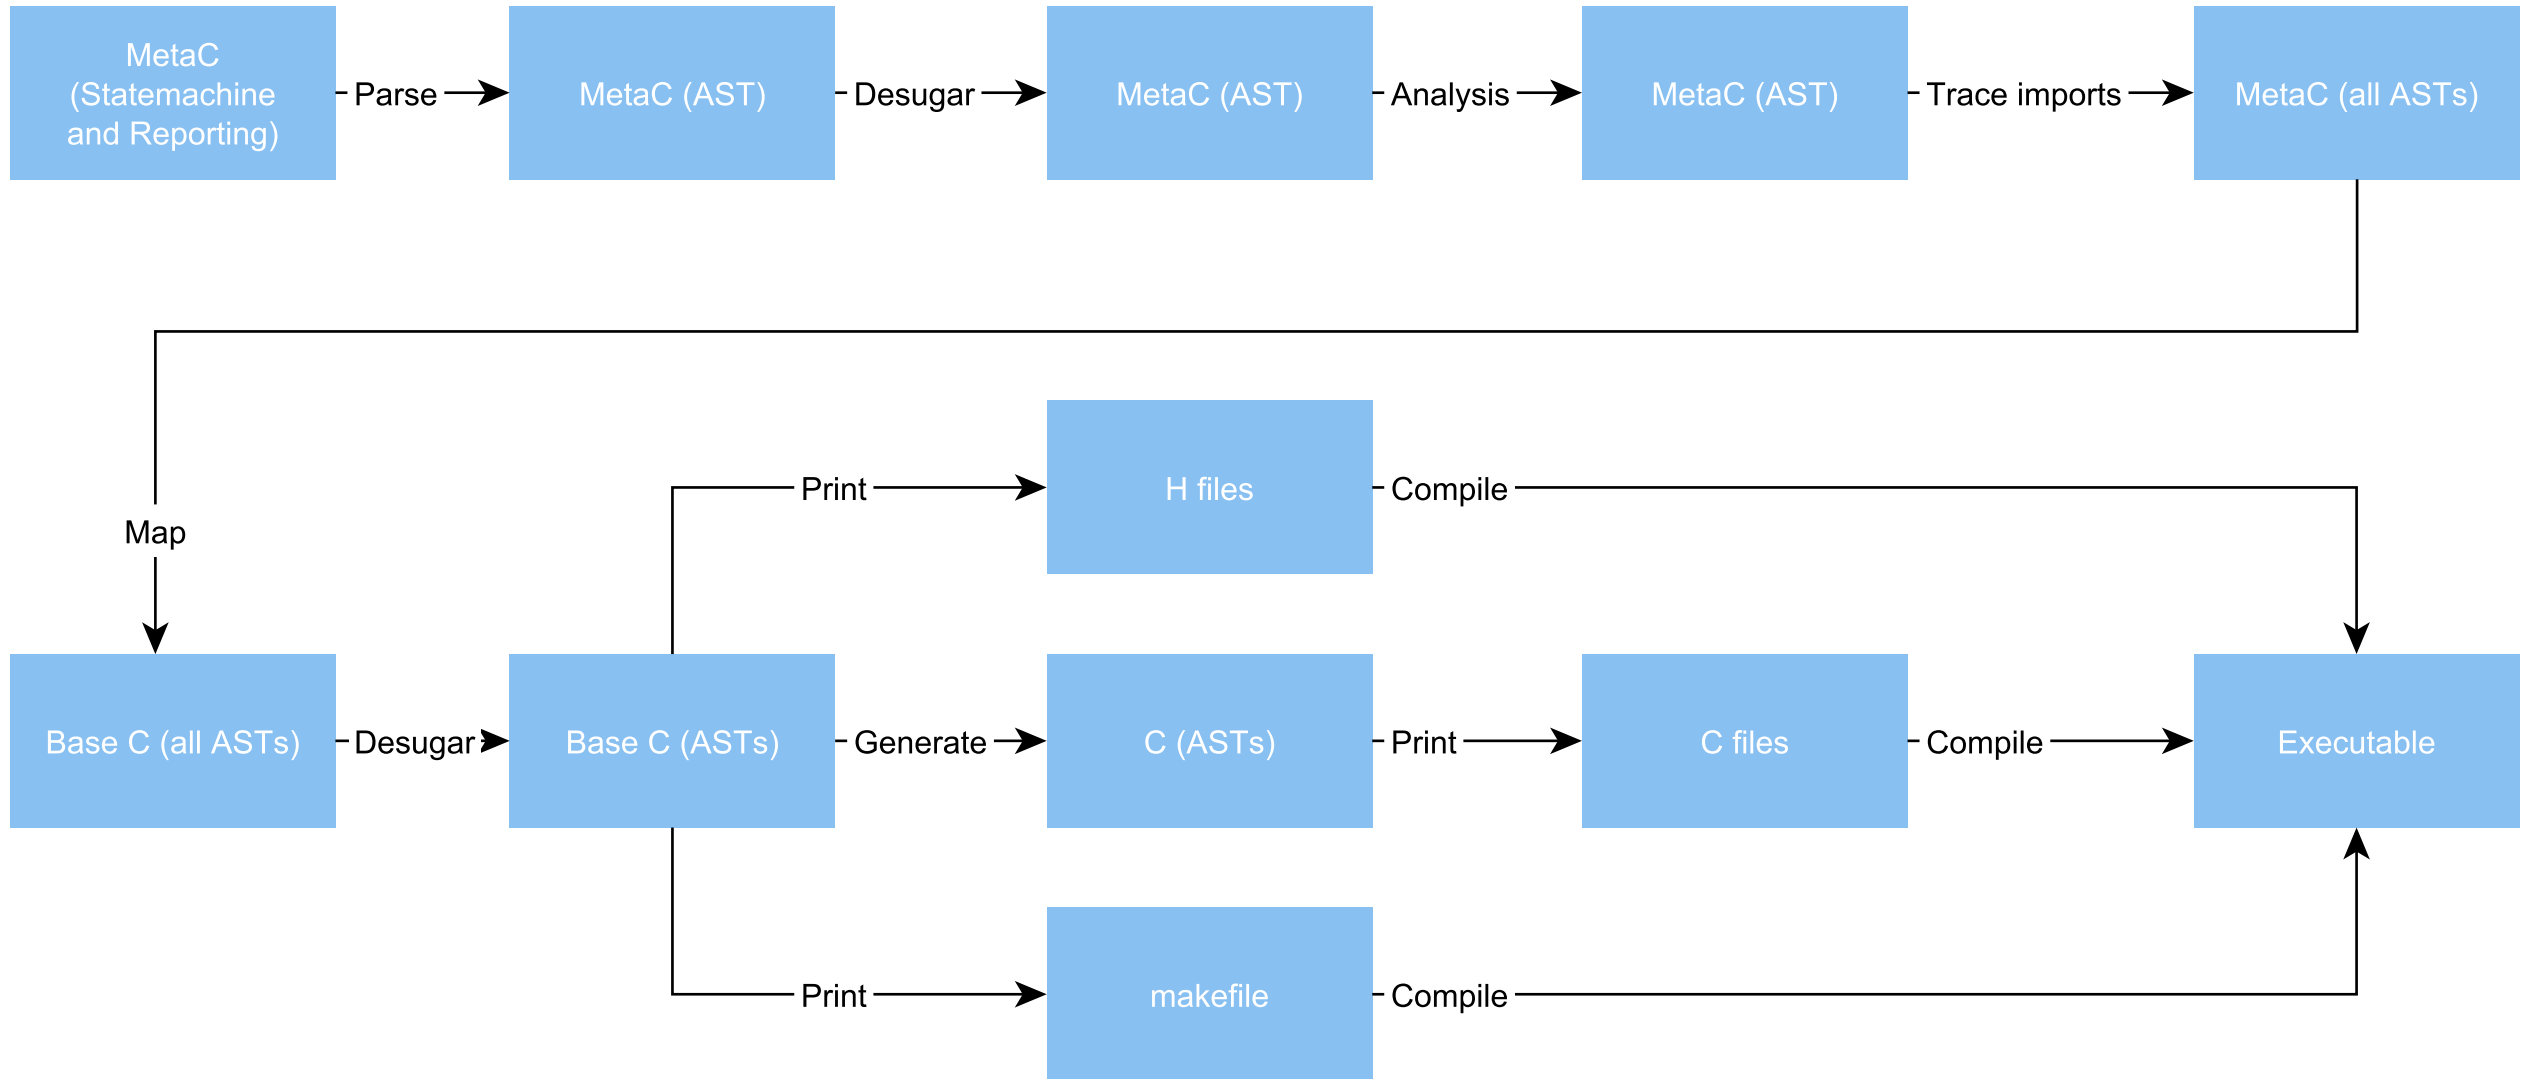 MetaC
(Statemachine
and Reporting)
Parse
MetaC (AST)
Desugar
MetaC (AST)
Analysis
MetaC (AST)
Trace imports
MetaC (all ASTs)
Map
Print
H files
Compile
Base C (all ASTs)
Desugar
Base C (ASTs)
Generate
C (ASTs)
Print
C files
Compile
Executable
Print
makefile
Compile